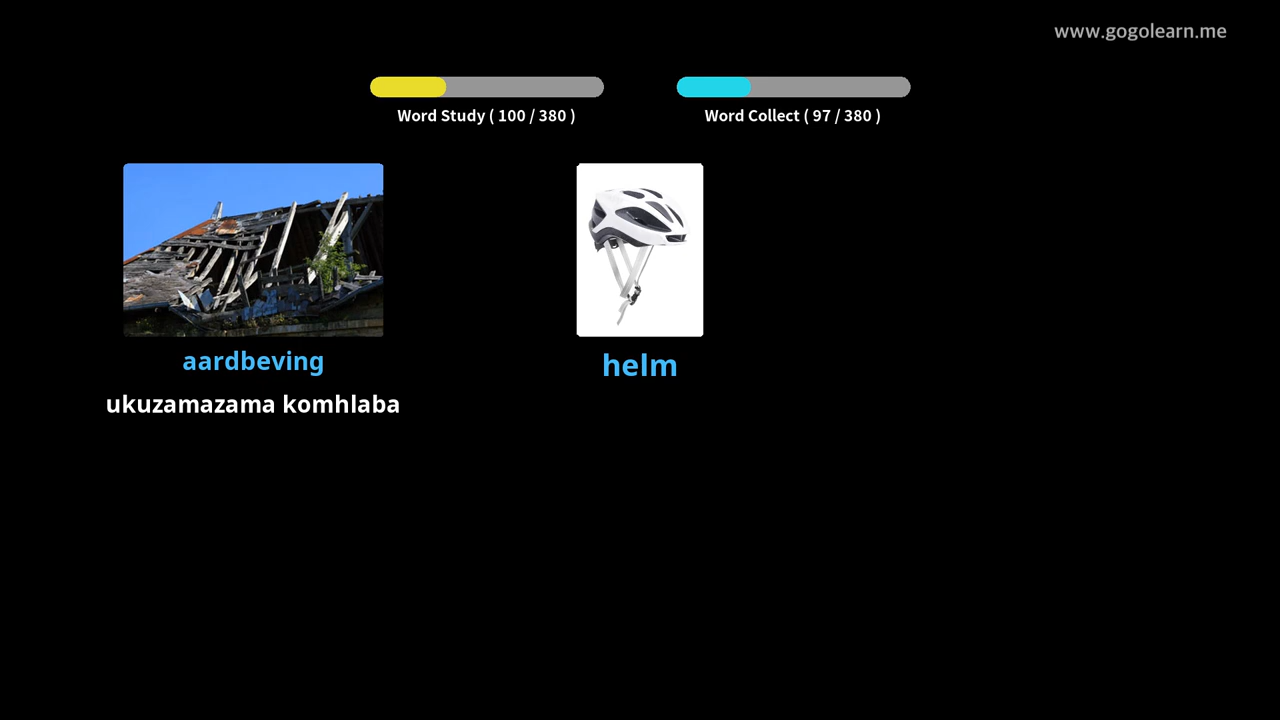 www.gogolearn.me
Word Study ( 100 / 380 )
Word Collect ( 97 / 380 )
aardbeving
helm
ukuzamazama komhlaba